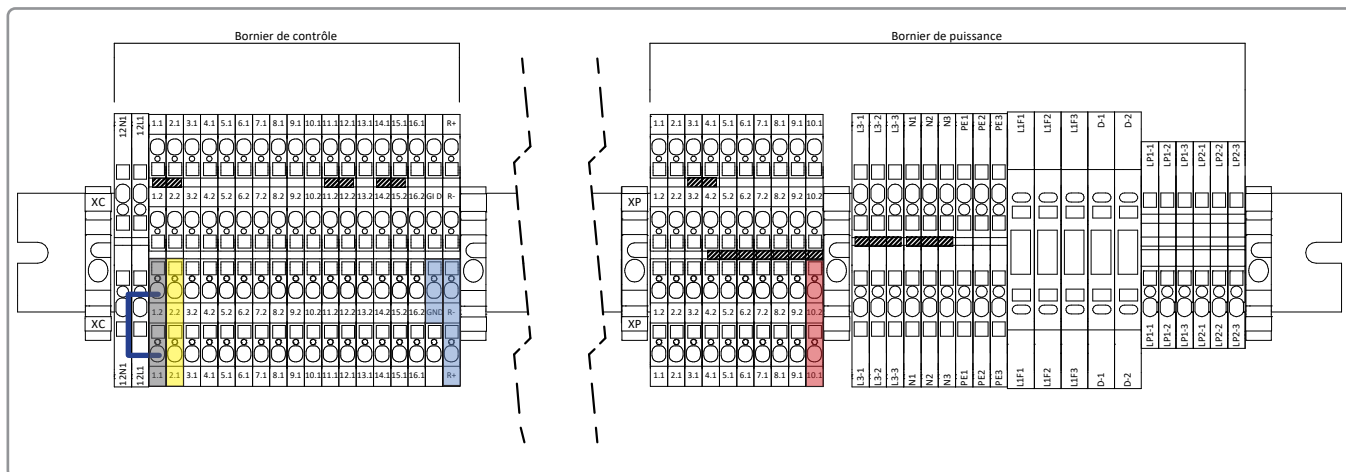 Bornier de contrôle
Bornier de puissance
12N1 12L1 1.1 2.1 3.1 4.1 5.1 6.1 7.1 8.1 9.1 10.1 11.1 12.1 13.1 14.1 15.1 16.1 R+
1.1 2.1 3.1 4.1 5.1 6.1 7.1 8.1 9.1 10.1
L3-1 L3-2 L3-3 N1 N2 N3 PE1 PE2 PE3 L1F1 L1F2 L1F3 D-1 D-2 LP1-1 LP1-2 LP1-3 LP2-1 LP2-2 LP2-3
XC 1.2 2.2 3.2 4.2 5.2 6.2 7.2 8.2 9.2 10.2 11.2 12.2 13.2 14.2 15.2 16.2 GI D R-
XP 1.2 2.2 3.2 4.2 5.2 6.2 7.2 8.2 9.2 10.2
XC 1.2 2.2 3.2 4.2 5.2 6.2 7.2 8.2 9.2 10.2 11.2 12.2 13.2 14.2 15.2 16.2 GND R-
XP 1.2 2.2 3.2 4.2 5.2 6.2 7.2 8.2 9.2 10.2
12N1 12L1 1.1 2.1 3.1 4.1 5.1 6.1 7.1 8.1 9.1 10.1 11.1 12.1 13.1 14.1 15.1 16.1 R+
1.1 2.1 3.1 4.1 5.1 6.1 7.1 8.1 9.1 10.1
L3-1 L3-2 L3-3 N1 N2 N3 PE1 PE2 PE3 L1F1 L1F2 L1F3 D-1 D-2 LP1-1 LP1-2 LP1-3 LP2-1 LP2-2 LP2-3